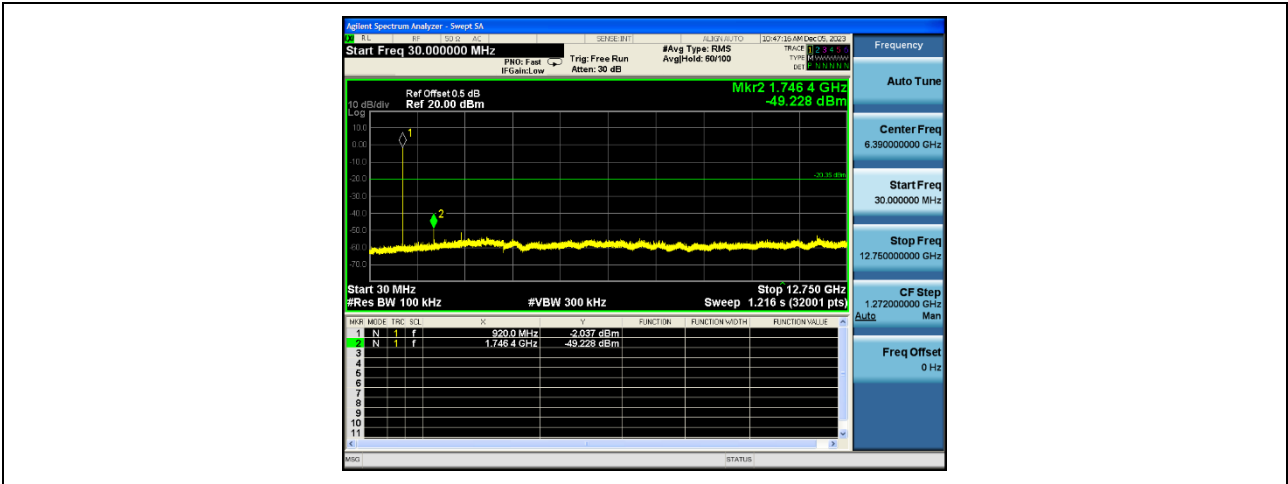 Agilent Spectrum Analyzer - Swept SA
RL RF 50 Ω AC SENSE:INT ALIGN AUTO 10:47:16 AM Dec 05, 2023
Start Freq 30.000000 MHz
PNO: Fast
IFGain:Low
Trig: Free Run
Atten: 30 dB
#Avg Type: RMS
Avg|Hold: 60/100
TRACE 1 2 3 4 5 6
TYPE M
DET P N N N N N
Mkr2 1.746 4 GHz
-49.228 dBm
Ref Offset 0.5 dB
10 dB/div Ref 20.00 dBm
Log
10.0
0.00
-10.0
-20.0
-30.0
-40.0
-50.0
-60.0
-70.0
1
2
-20.35 dBm
Start 30 MHz Stop 12.750 GHz
#Res BW 100 kHz #VBW 300 kHz Sweep 1.216 s (32001 pts)
MKR MODE TRC SCL X Y FUNCTION FUNCTION WIDTH FUNCTION VALUE
1 N 1 f 920.0 MHz -2.037 dBm
2 N 1 f 1.746 4 GHz -49.228 dBm
3
4
5
6
7
8
9
10
11
MSG STATUS
Frequency
Auto Tune
Center Freq
6.390000000 GHz
Start Freq
30.000000 MHz
Stop Freq
12.750000000 GHz
CF Step
1.272000000 GHz
Auto Man
Freq Offset
0 Hz